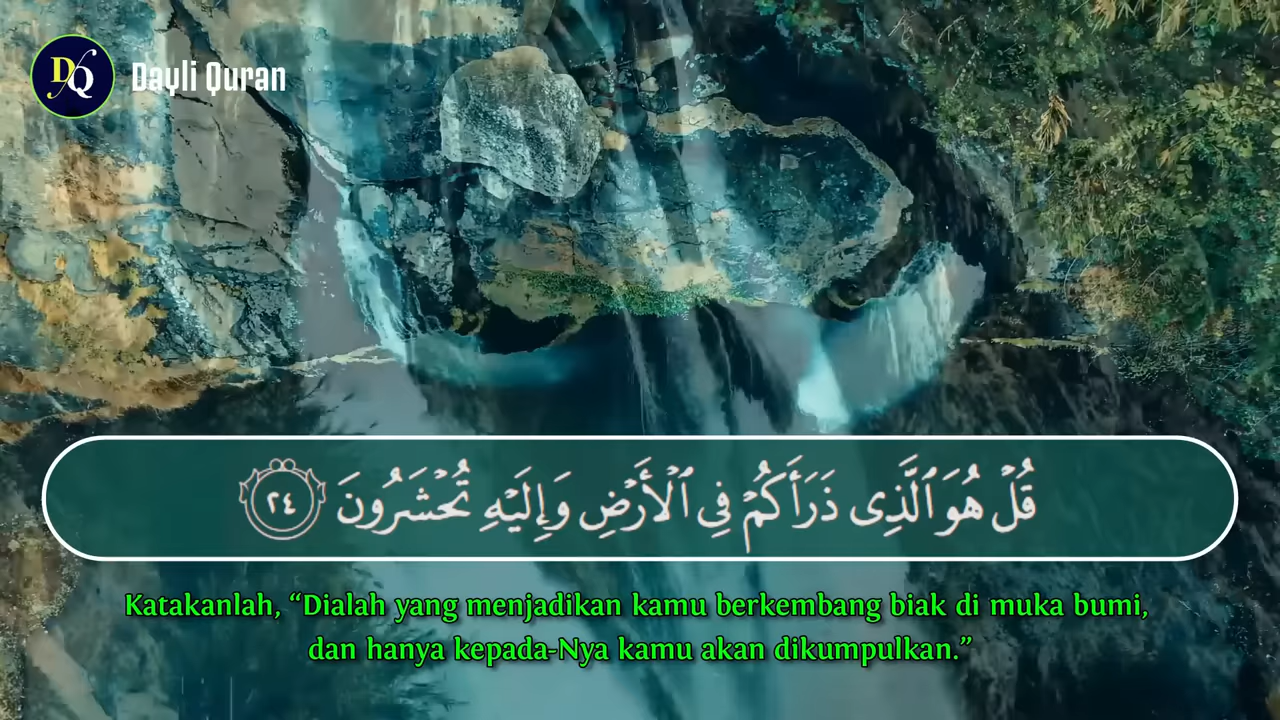 DQ
Dayli Quran
قُلْ هُوَ ٱلَّذِى ذَرَأَكُمْ فِى ٱلْأَرْضِ وَإِلَيْهِ تُحْشَرُونَ ٢٤
Katakanlah, “Dialah yang menjadikan kamu berkembang biak di muka bumi,
dan hanya kepada-Nya kamu akan dikumpulkan.”